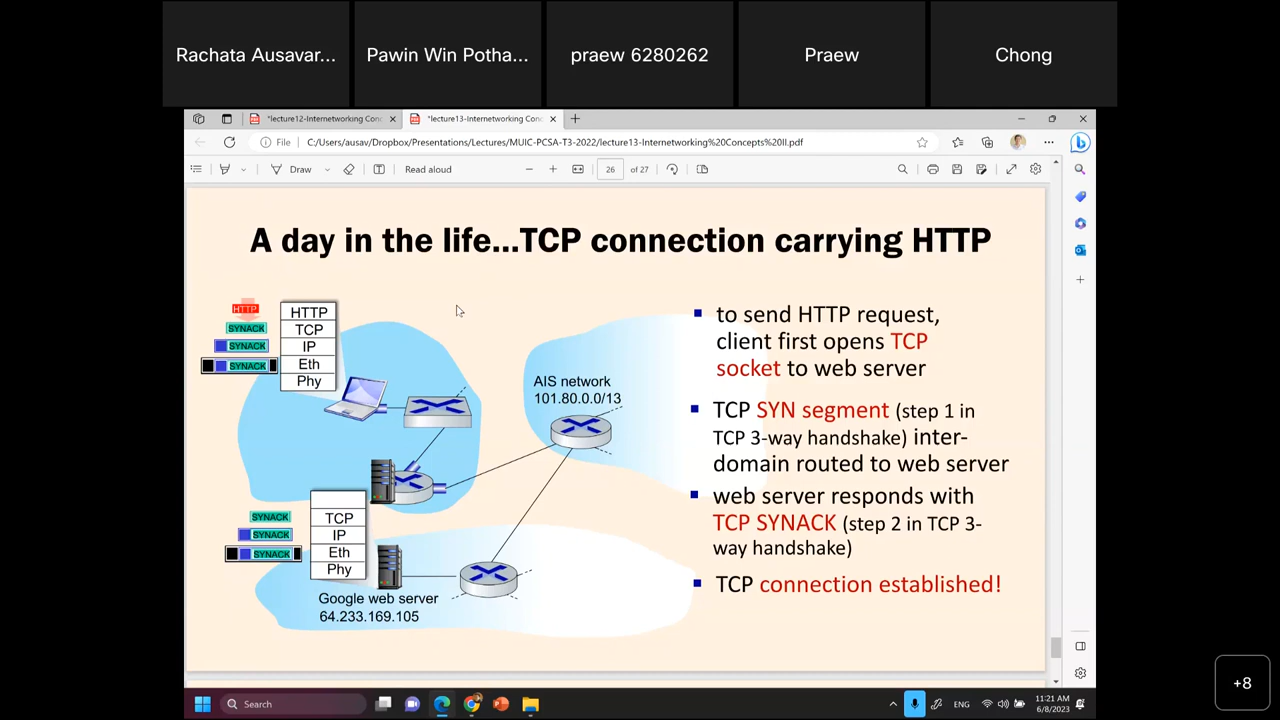 Rachata Ausavar...
Pawin Win Potha...
praew 6280262
Praew
Chong
*lecture12-Internetworking Conc
*lecture13-Internetworking Conc
File
C:/Users/ausav/Dropbox/Presentations/Lectures/MUIC-PCSA-T3-2022/lecture13-Internetworking%20Concepts%20II.pdf
Draw
Read aloud
26
of 27
A day in the life...TCP connection carrying HTTP
HTTP
SYNACK
SYNACK
SYNACK
HTTP
TCP
IP
Eth
Phy
AIS network
101.80.0.0/13
SYNACK
SYNACK
SYNACK
TCP
IP
Eth
Phy
Google web server
64.233.169.105
to send HTTP request,
client first opens TCP
socket to web server
TCP SYN segment (step 1 in
TCP 3-way handshake) inter-
domain routed to web server
web server responds with
TCP SYNACK (step 2 in TCP 3-
way handshake)
TCP connection established!
Search
ENG
11:21 AM
6/8/2023
+8